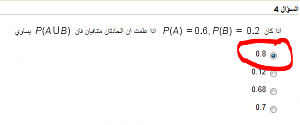 السؤال 4
اذا كان P(A) =0.6, P(B) = 0.2 اذا علمت ان الحادثان متنافيان فان P(A∪B) يساوي
0.8
0.12
0.68
0.7